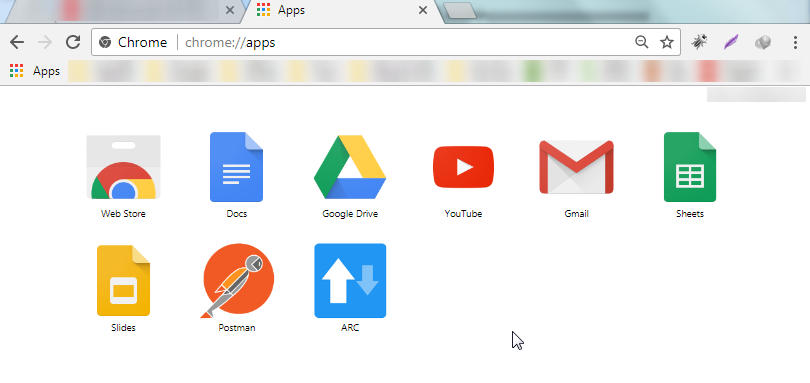 Apps
Chrome chrome://apps
Apps
Web Store Docs Google Drive YouTube Gmail Sheets
Slides Postman ARC